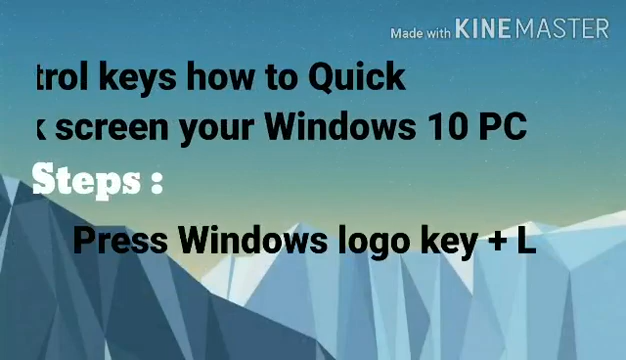 Made with KINEMASTER
trol keys how to Quick
k screen your Windows 10 PC
Steps :
Press Windows logo key + L